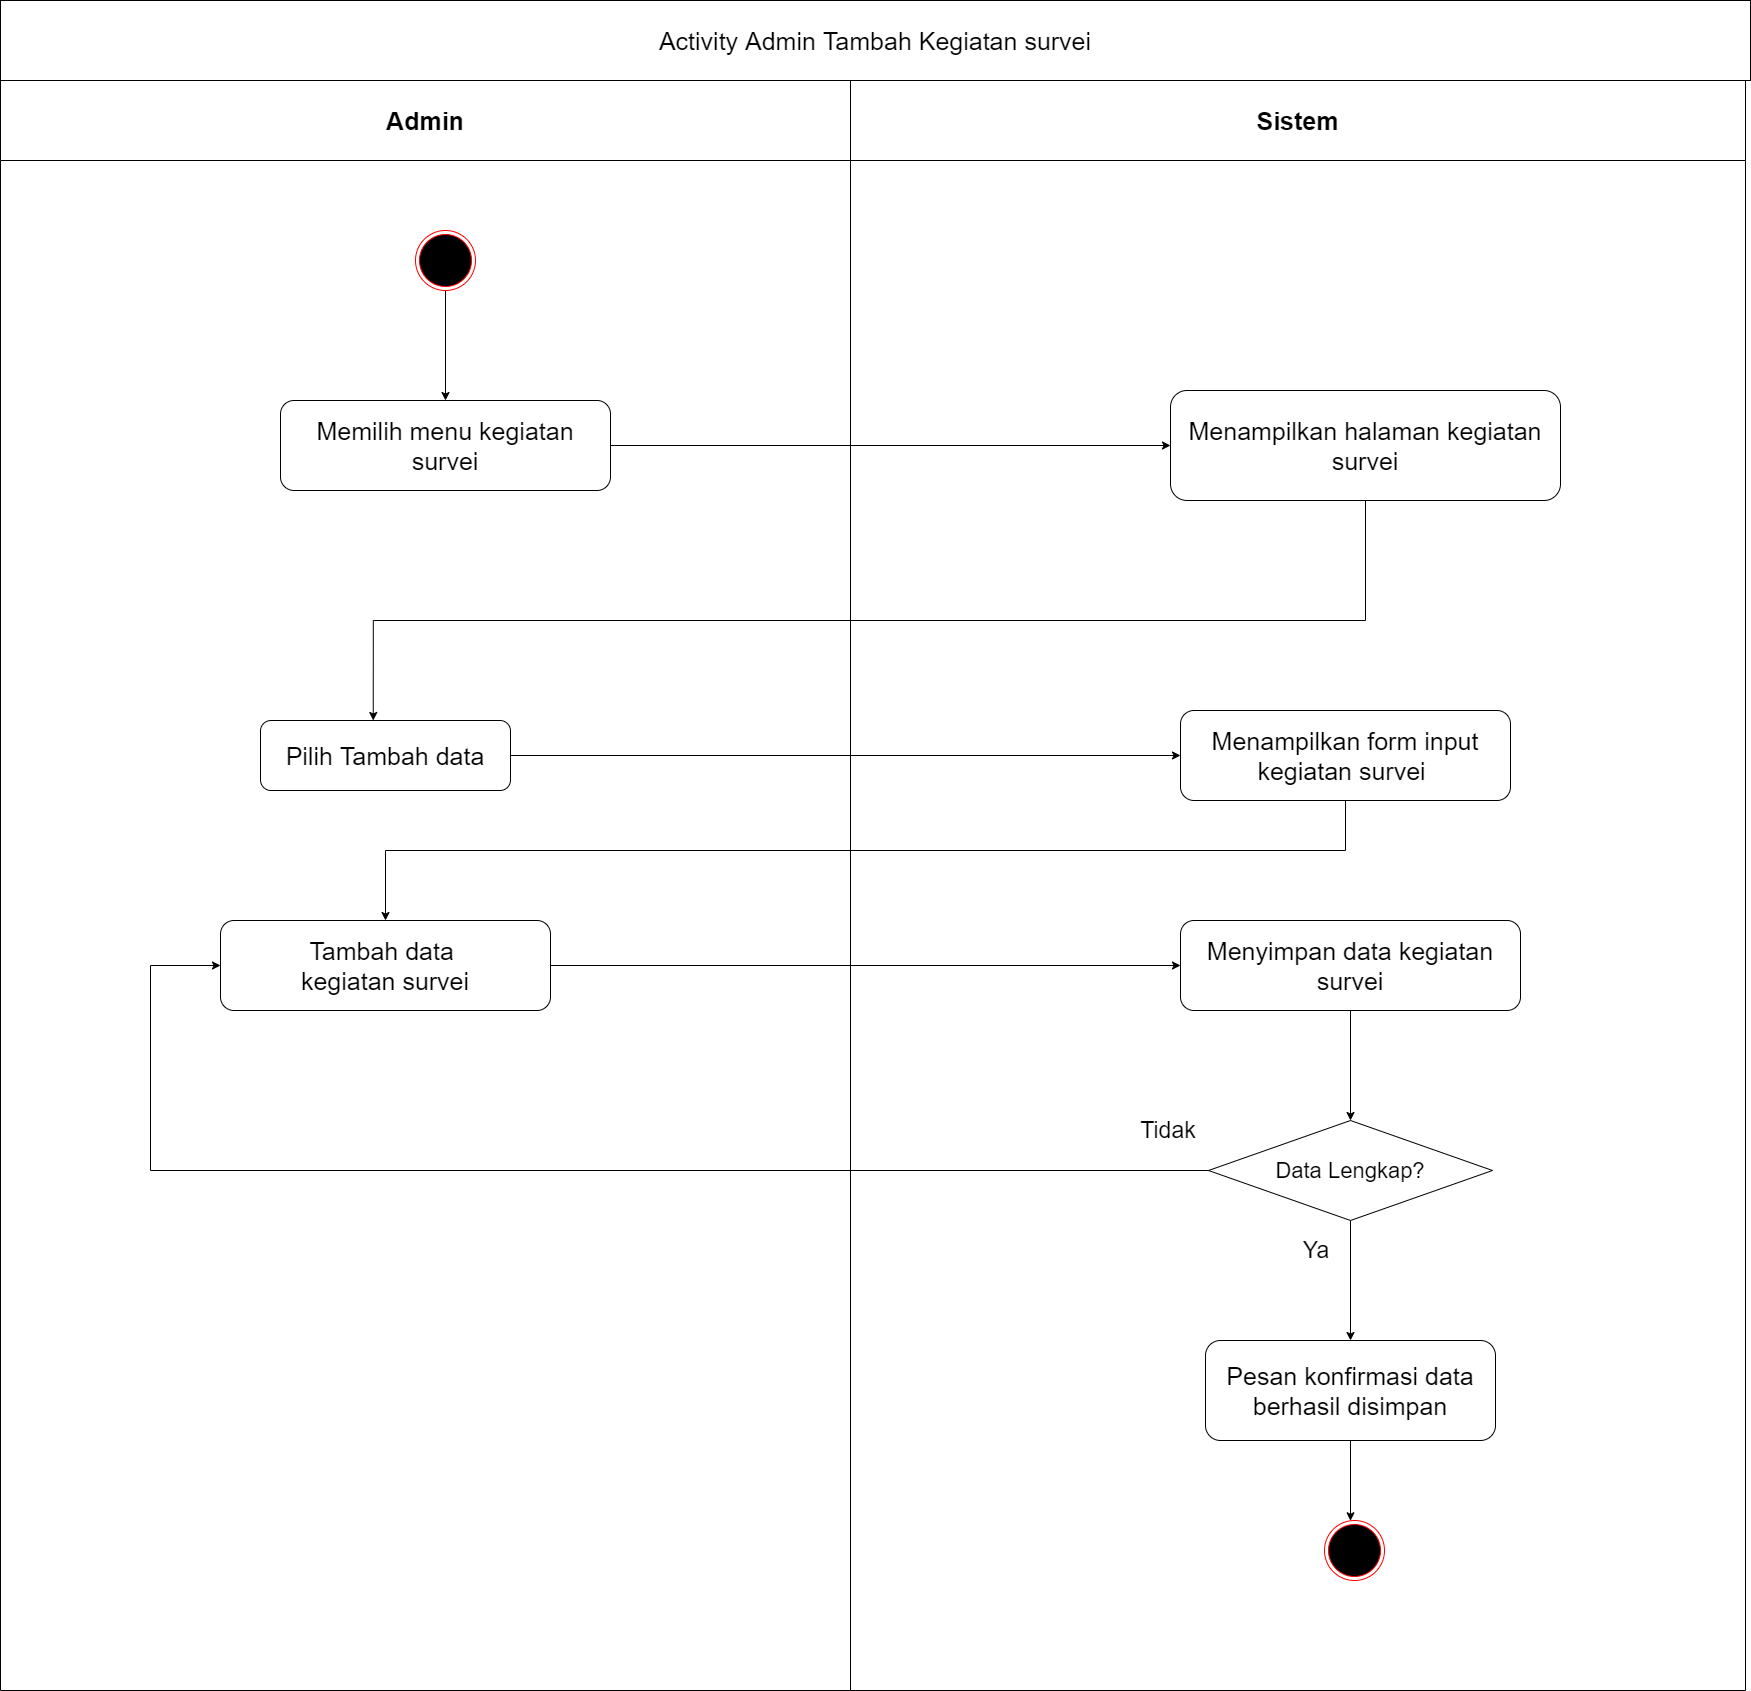 Activity Admin Tambah Kegiatan survei
Admin
Sistem
Memilih menu kegiatan
survei
Menampilkan halaman kegiatan
survei
Pilih Tambah data
Menampilkan form input
kegiatan survei
Tambah data
kegiatan survei
Menyimpan data kegiatan
survei
Tidak
Data Lengkap?
Ya
Pesan konfirmasi data
berhasil disimpan